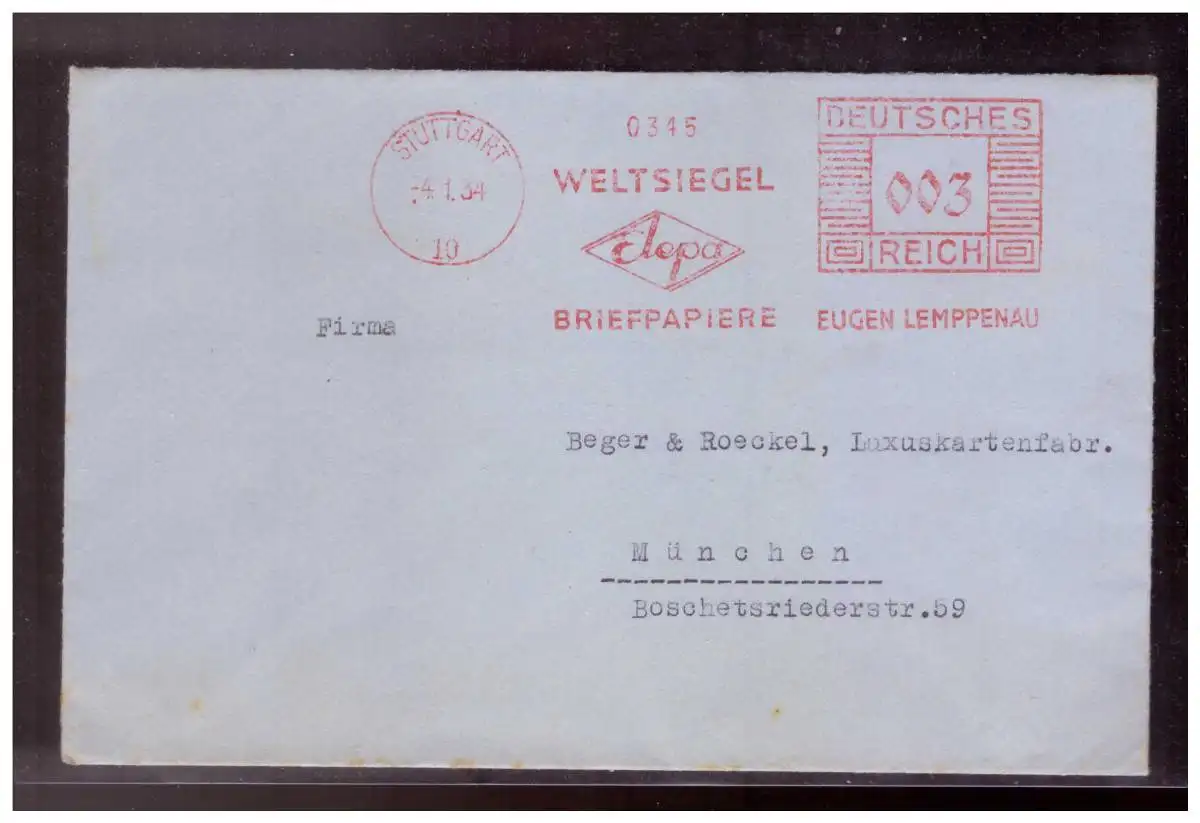 STUTTGART
-4.1.34
10
0345
WELTSIEGEL
Elepa
BRIEFPAPIERE
DEUTSCHES
003
REICH
EUGEN LEMPPENAU
Firma
Beger & Roeckel, Luxuskartenfabr.
München
Boschetsriederstr.59